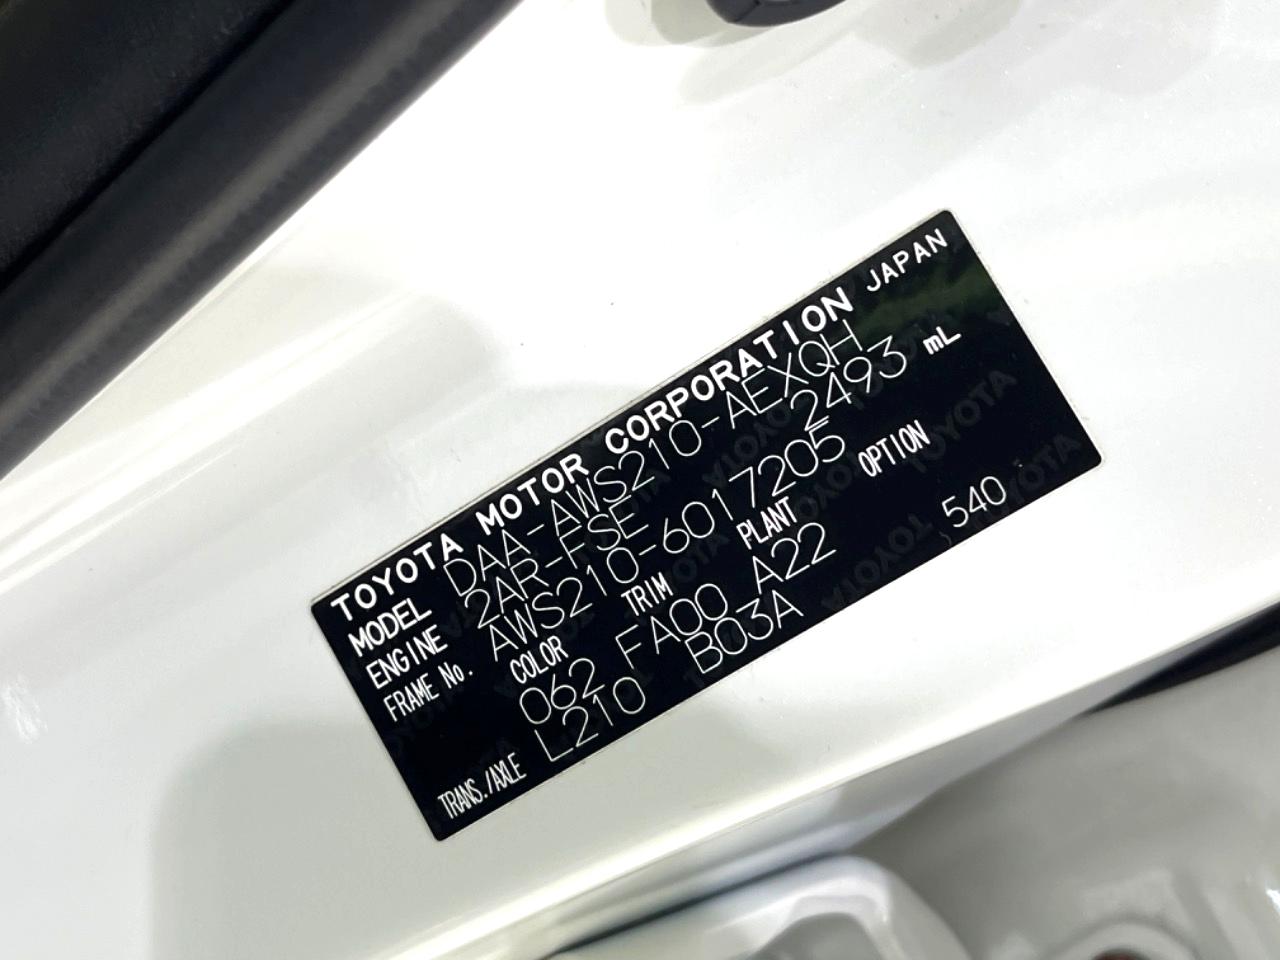 TOYOTA MOTOR CORPORATION JAPAN
MODEL DAA-AWS210-AEXQH
ENGINE 2AR-FSE 2493 mL
FRAME No. AWS210-6017205
COLOR TRIM PLANT OPTION
062 FA00 A22 540
TRANS./AXLE L210 B03A